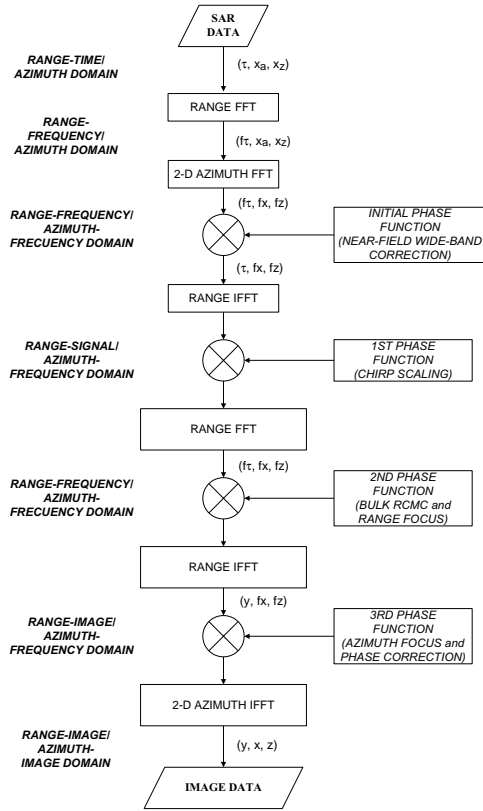 SAR
DATA
RANGE-TIME/
AZIMUTH DOMAIN
(τ, xa, xz)
RANGE FFT
RANGE-
FREQUENCY/
AZIMUTH DOMAIN
(fτ, xa, xz)
2-D AZIMUTH FFT
(fτ, fx, fz)
RANGE-FREQUENCY/
AZIMUTH-
FRECUENCY DOMAIN
INITIAL PHASE
FUNCTION
(NEAR-FIELD WIDE-BAND
CORRECTION)
(τ, fx, fz)
RANGE IFFT
RANGE-SIGNAL/
AZIMUTH-
FREQUENCY DOMAIN
1ST PHASE
FUNCTION
(CHIRP SCALING)
RANGE FFT
(fτ, fx, fz)
RANGE-FREQUENCY/
AZIMUTH-
FRECUENCY DOMAIN
2ND PHASE
FUNCTION
(BULK RCMC and
RANGE FOCUS)
RANGE IFFT
(y, fx, fz)
RANGE-IMAGE/
AZIMUTH-
FREQUENCY DOMAIN
3RD PHASE
FUNCTION
(AZIMUTH FOCUS and
PHASE CORRECTION)
2-D AZIMUTH IFFT
RANGE-IMAGE/
AZIMUTH-
IMAGE DOMAIN
(y, x, z)
IMAGE DATA